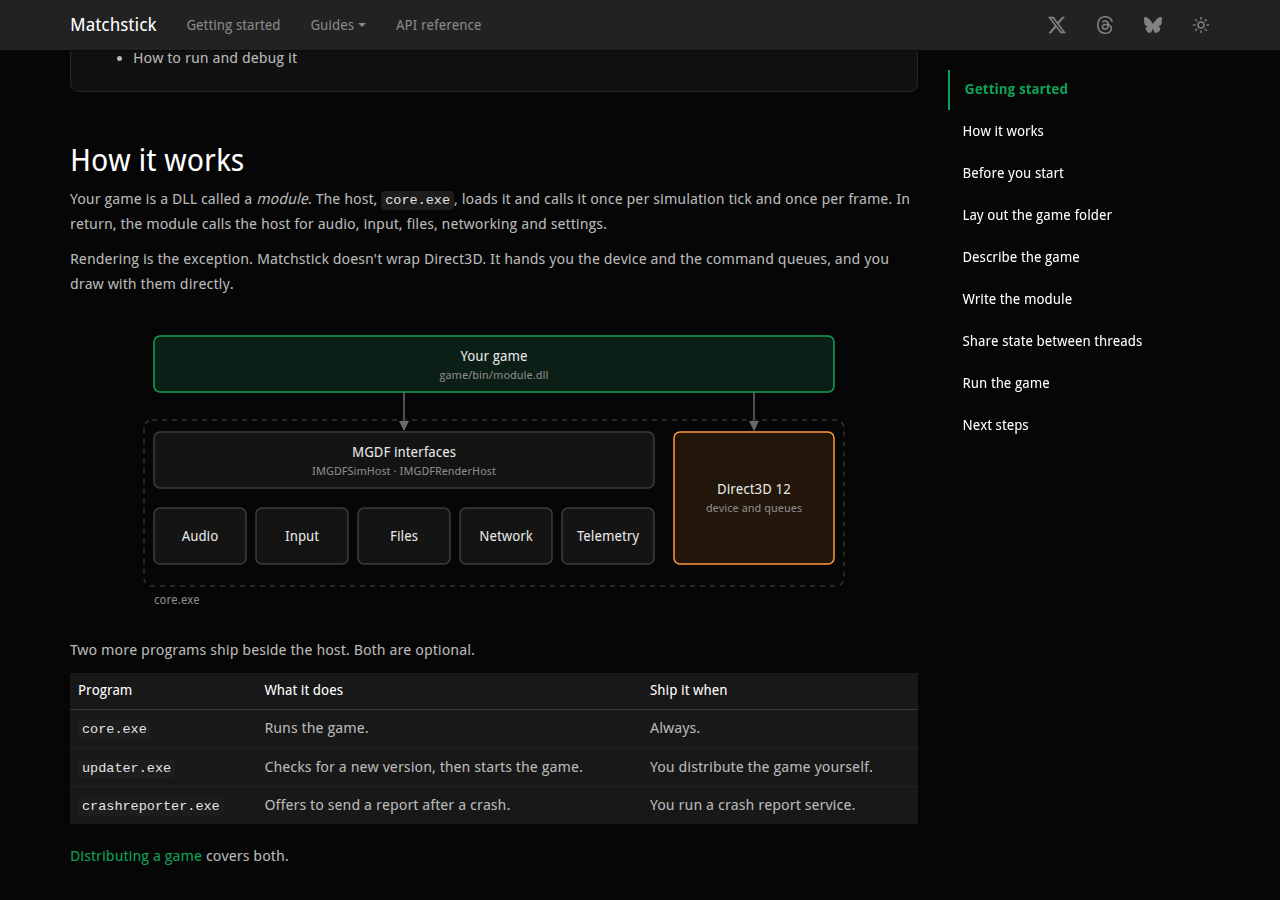 Matchstick
Getting started
Guides
API reference
How to run and debug it
Getting started
How it works
Before you start
Lay out the game folder
Describe the game
Write the module
Share state between threads
Run the game
Next steps
How it works
Your game is a DLL called a module. The host, core.exe, loads it and calls it once per simulation tick and once per frame. In
return, the module calls the host for audio, input, files, networking and settings.
Rendering is the exception. Matchstick doesn't wrap Direct3D. It hands you the device and the command queues, and you
draw with them directly.
Your game
game/bin/module.dll
MGDF interfaces
IMGDFSimHost · IMGDFRenderHost
Direct3D 12
device and queues
Audio
Input
Files
Network
Telemetry
core.exe
Two more programs ship beside the host. Both are optional.
Program What it does Ship it when
core.exe Runs the game. Always.
updater.exe Checks for a new version, then starts the game. You distribute the game yourself.
crashreporter.exe Offers to send a report after a crash. You run a crash report service.
Distributing a game covers both.